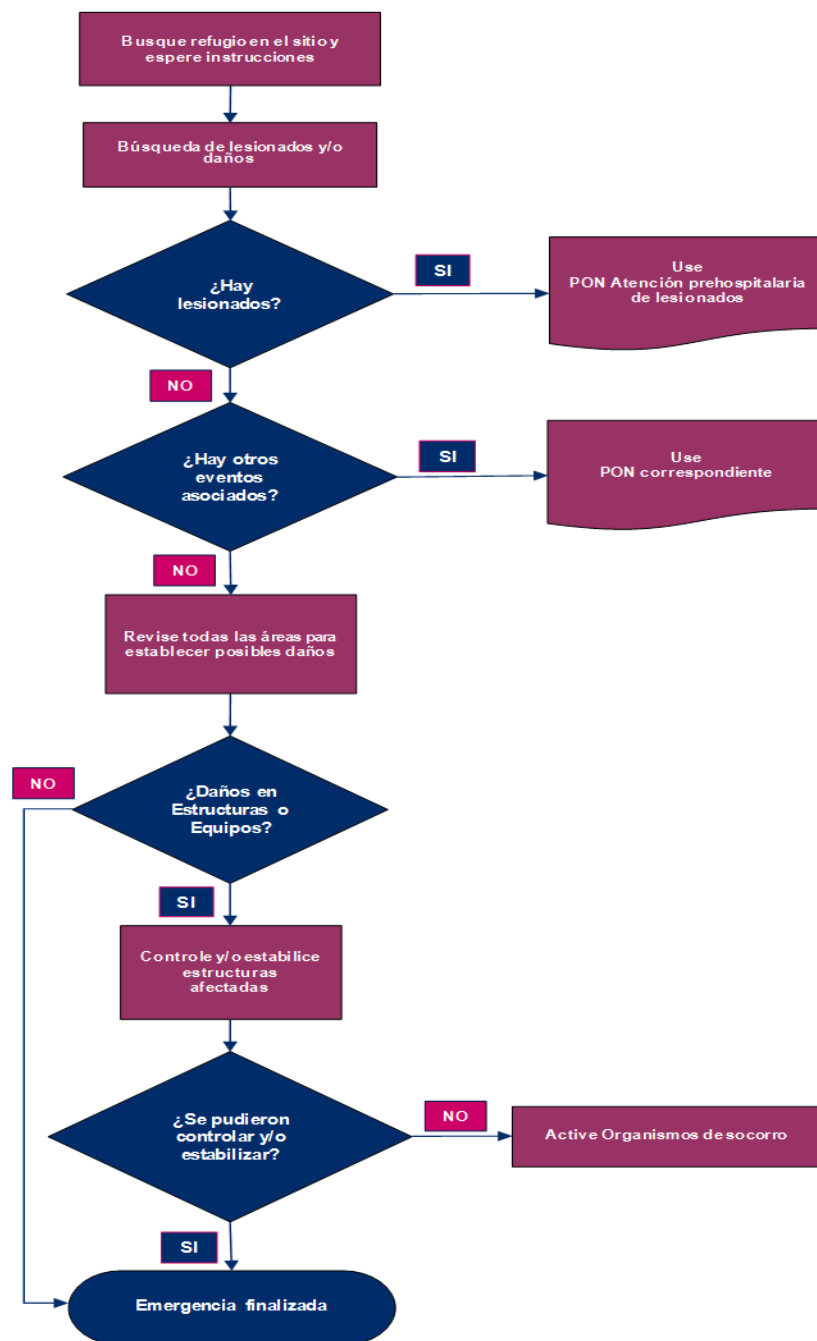 Busque refugio en el sitio y
espere instrucciones
Búsqueda de lesionados y/o
daños
¿Hay
lesionados?
SI
Use
PON Atención prehospitalaria
de lesionados
NO
¿Hay otros
eventos
asociados?
SI
Use
PON correspondiente
NO
Revise todas las áreas para
establecer posibles daños
NO
¿Daños en
Estructuras o
Equipos?
SI
Controle y/o estabilice
estructuras
afectadas
¿Se pudieron
controlar y/o
estabilizar?
NO
Active Organismos de socorro
SI
Emergencia finalizada